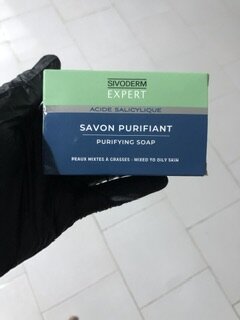 SIVODERM
EXPERT
ACIDE SALICYLIQUE
SAVON PURIFIANT
PURIFYING SOAP
PEAUX MIXTES À GRASSES - MIXED TO OILY SKIN